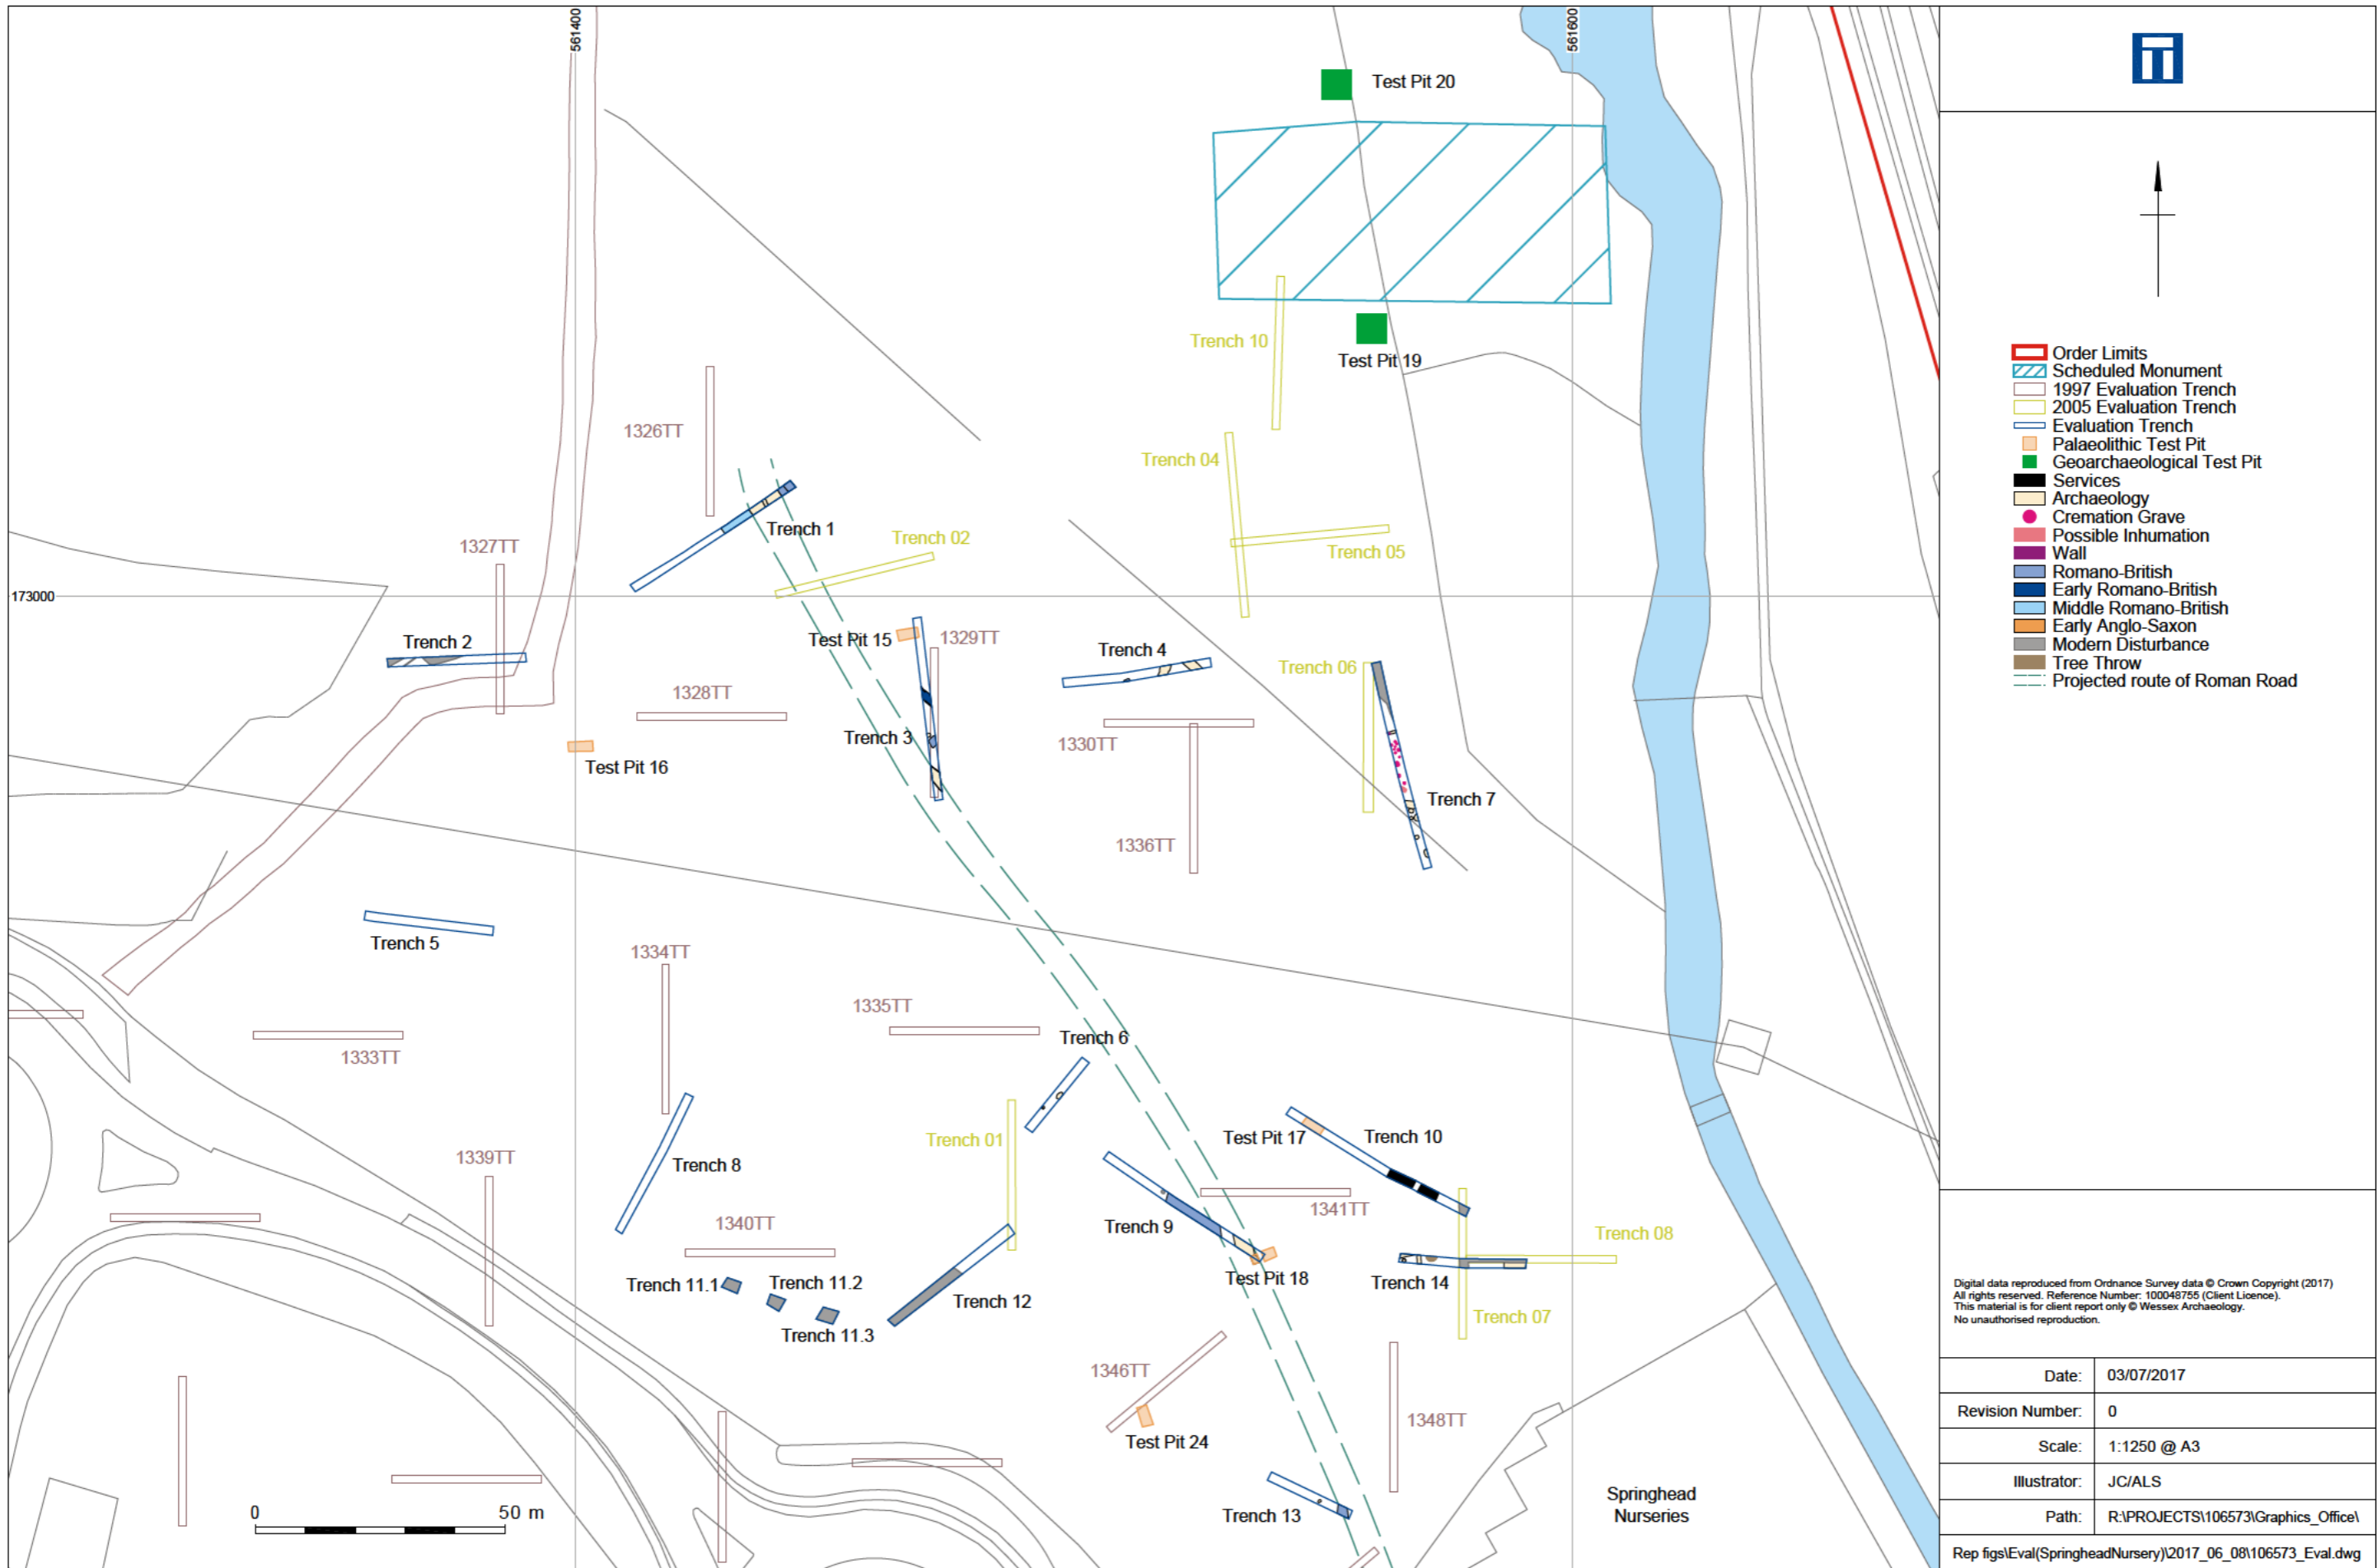 561400
561600
Test Pit 20
Trench 10
Test Pit 19
1326TT
Trench 04
Trench 1
Trench 02
Trench 05
1327TT
173000
Trench 2
Test Pit 15
1329TT
Trench 4
Trench 06
1328TT
Trench 3
1330TT
Test Pit 16
Trench 7
1336TT
Trench 5
1334TT
1335TT
Trench 6
1333TT
Trench 01
Test Pit 17
Trench 10
1339TT
Trench 8
1340TT
Trench 9
1341TT
Trench 08
Trench 11.1
Trench 11.2
Test Pit 18
Trench 14
Trench 12
Trench 11.3
Trench 07
1346TT
1348TT
Test Pit 24
Springhead
Nurseries
Trench 13
0
50 m
Order Limits
Scheduled Monument
1997 Evaluation Trench
2005 Evaluation Trench
Evaluation Trench
Palaeolithic Test Pit
Geoarchaeological Test Pit
Services
Archaeology
Cremation Grave
Possible Inhumation
Wall
Romano-British
Early Romano-British
Middle Romano-British
Early Anglo-Saxon
Modern Disturbance
Tree Throw
Projected route of Roman Road
Digital data reproduced from Ordnance Survey data © Crown Copyright (2017)
All rights reserved. Reference Number: 100048755 (Client Licence).
This material is for client report only © Wessex Archaeology.
No unauthorised reproduction.
Date: 03/07/2017
Revision Number: 0
Scale: 1:1250 @ A3
Illustrator: JC/ALS
Path: R:\PROJECTS\106573\Graphics_Office\
Rep figs\Eval(SpringheadNursery)\2017_06_08\106573_Eval.dwg